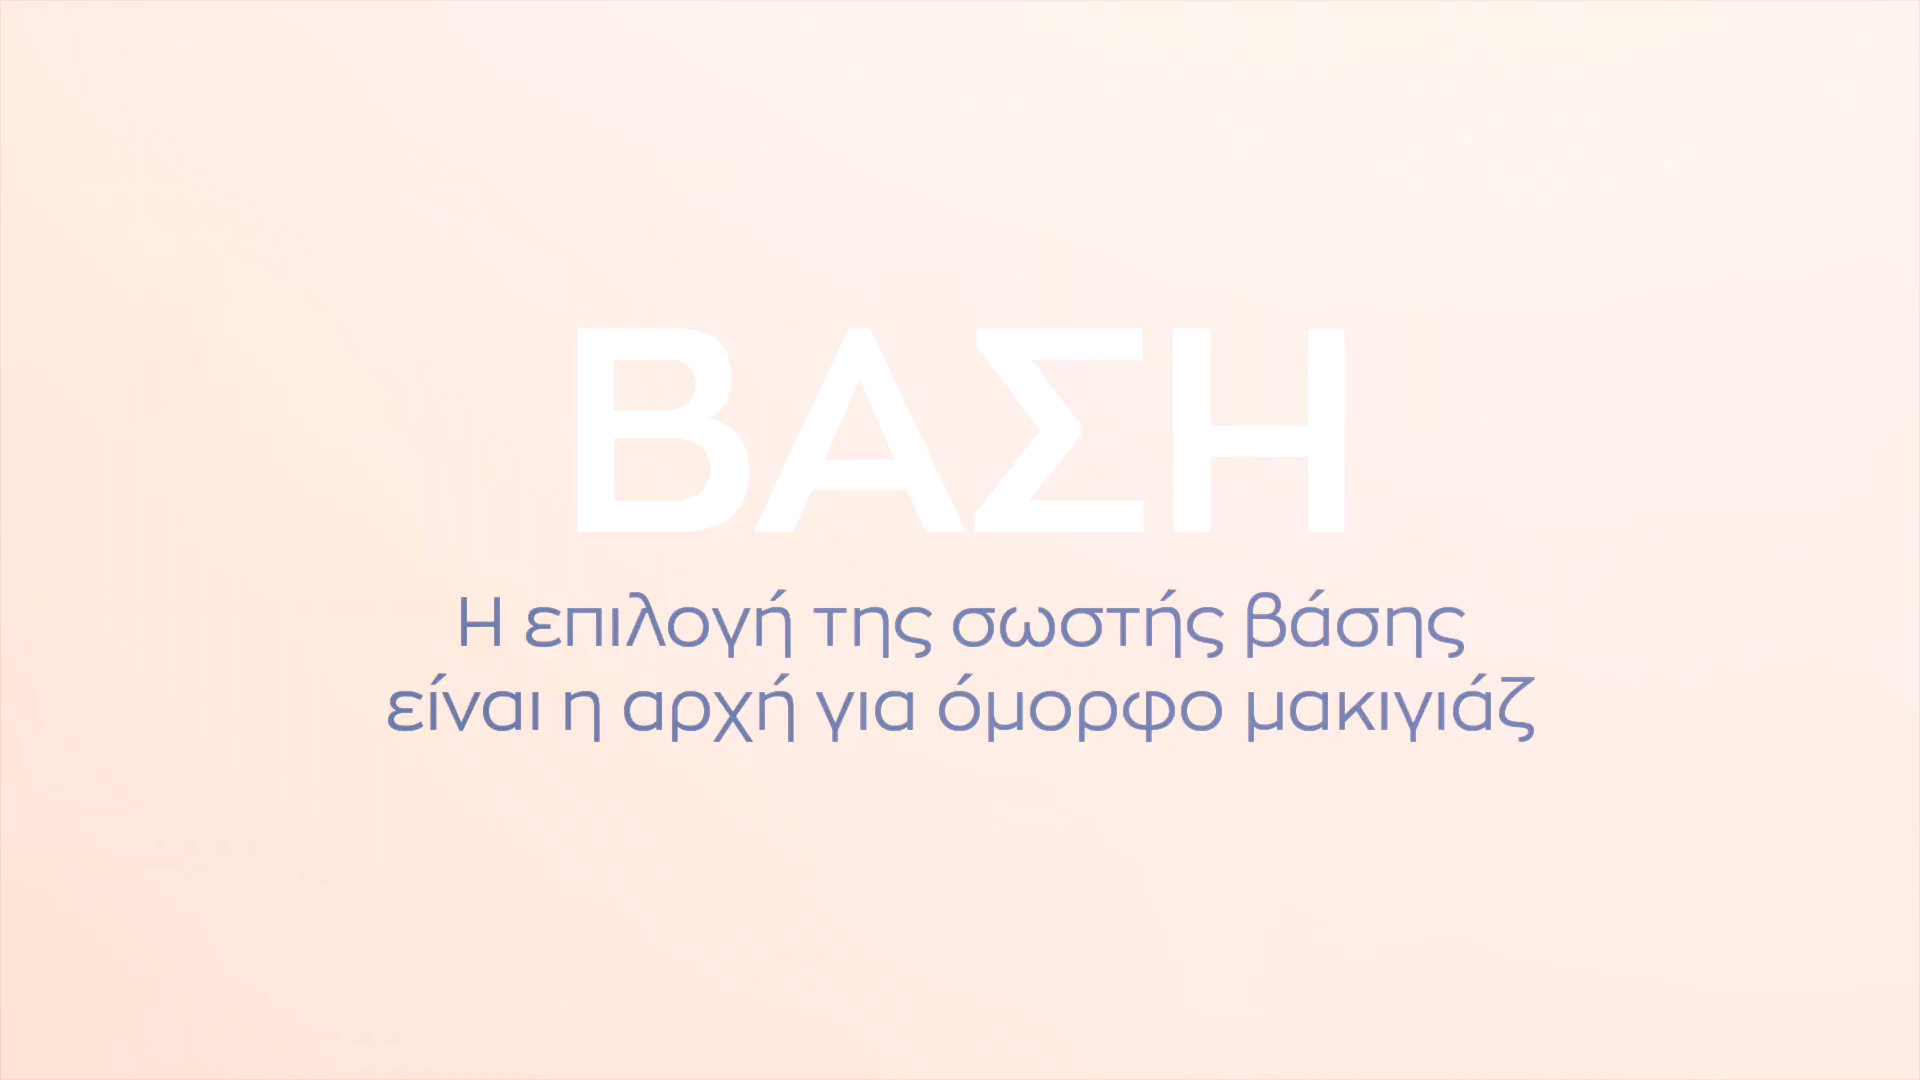 ΒΑΣΗ
Η επιλογή της σωστής βάσης
είναι η αρχή για όμορφο μακιγιάζ